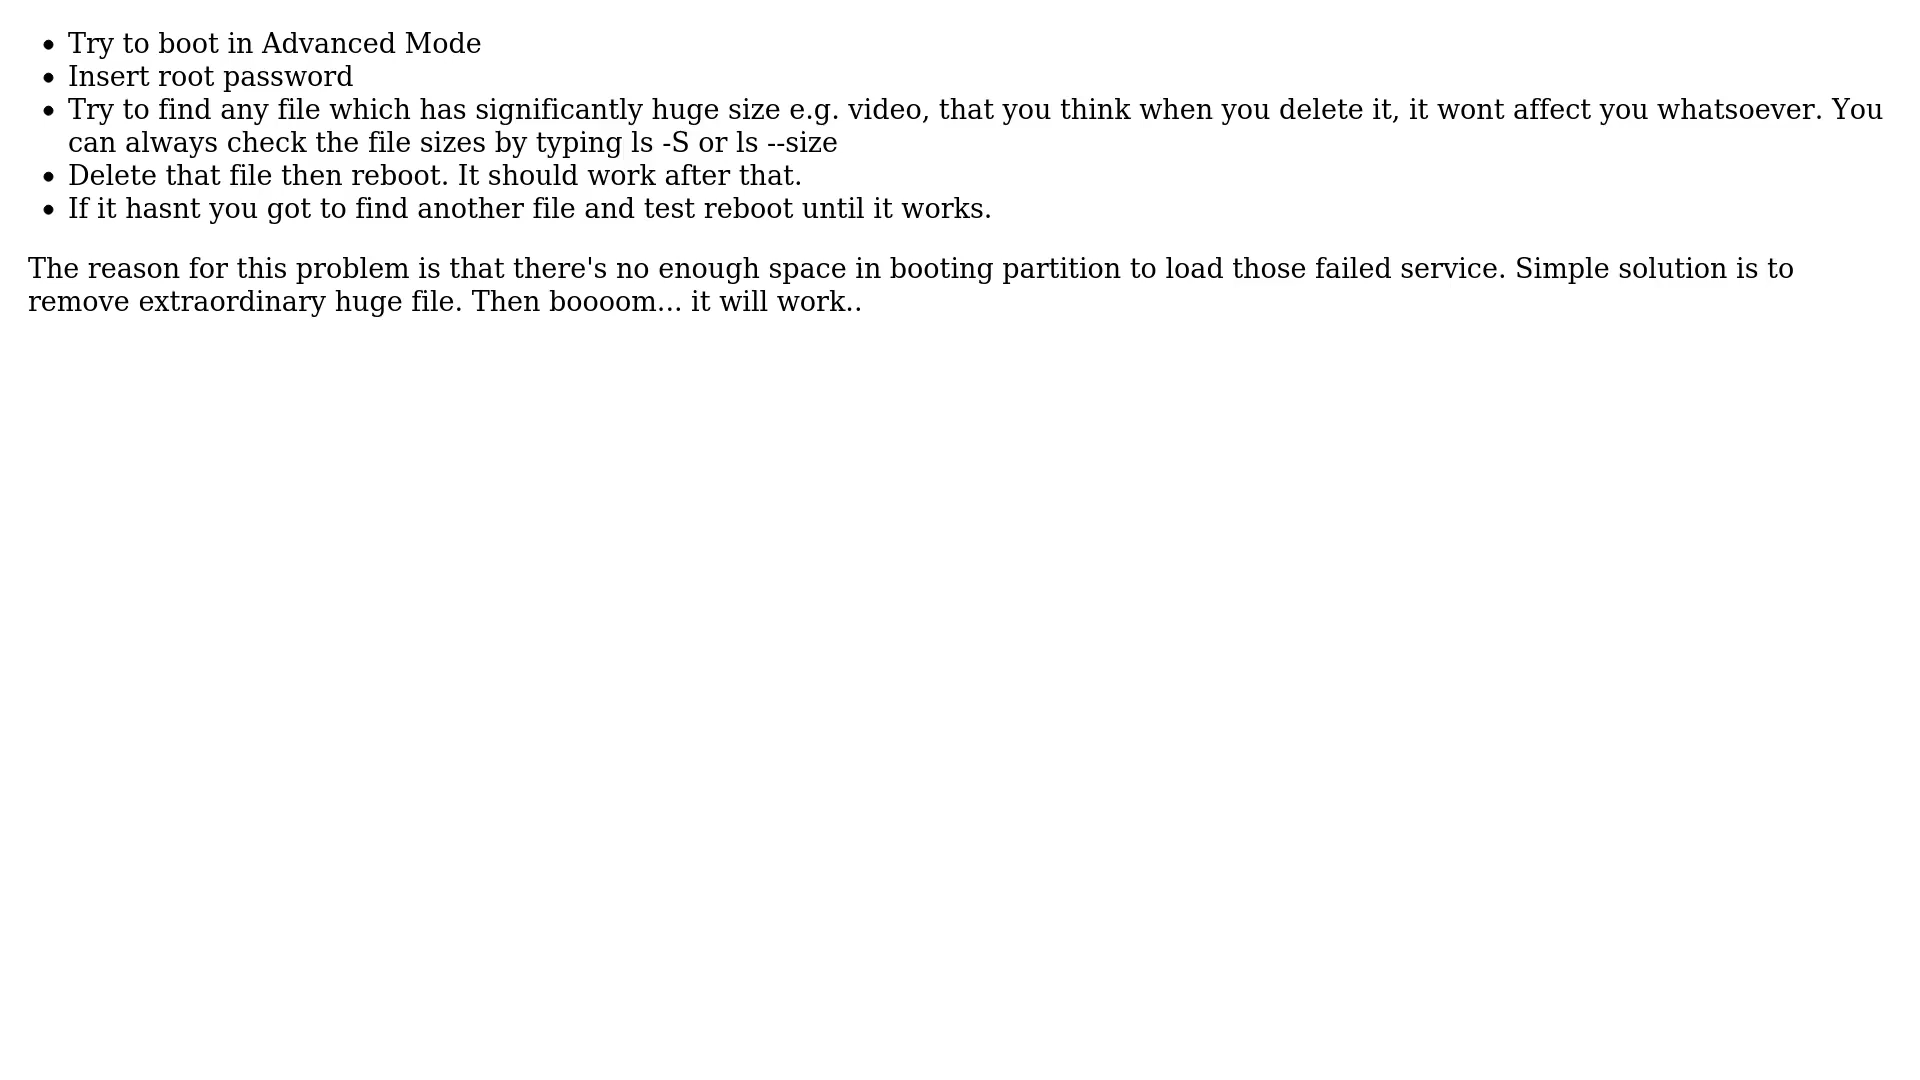 Try to boot in Advanced Mode
Insert root password
Try to find any file which has significantly huge size e.g. video, that you think when you delete it, it wont affect you whatsoever. You
can always check the file sizes by typing ls -S or ls --size
Delete that file then reboot. It should work after that.
If it hasnt you got to find another file and test reboot until it works.
The reason for this problem is that there's no enough space in booting partition to load those failed service. Simple solution is to
remove extraordinary huge file. Then boooom... it will work..